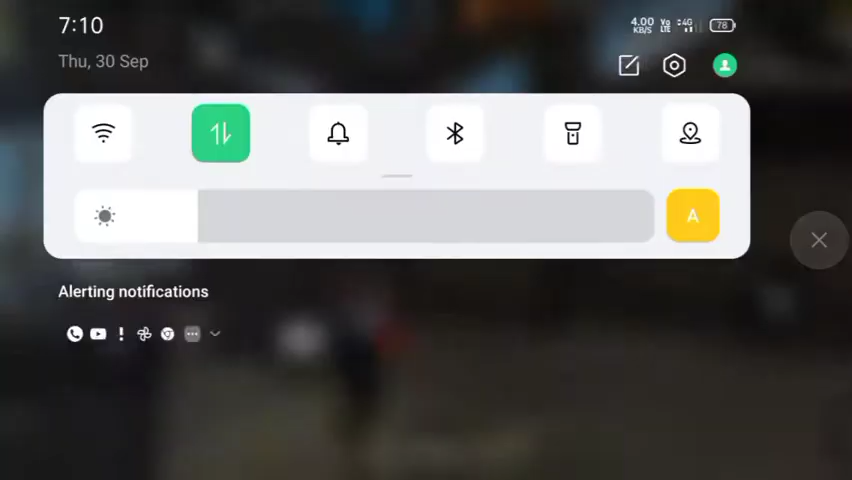 7:10
4.00 KB/S Vo LTE 4G 78
Thu, 30 Sep
A
Alerting notifications